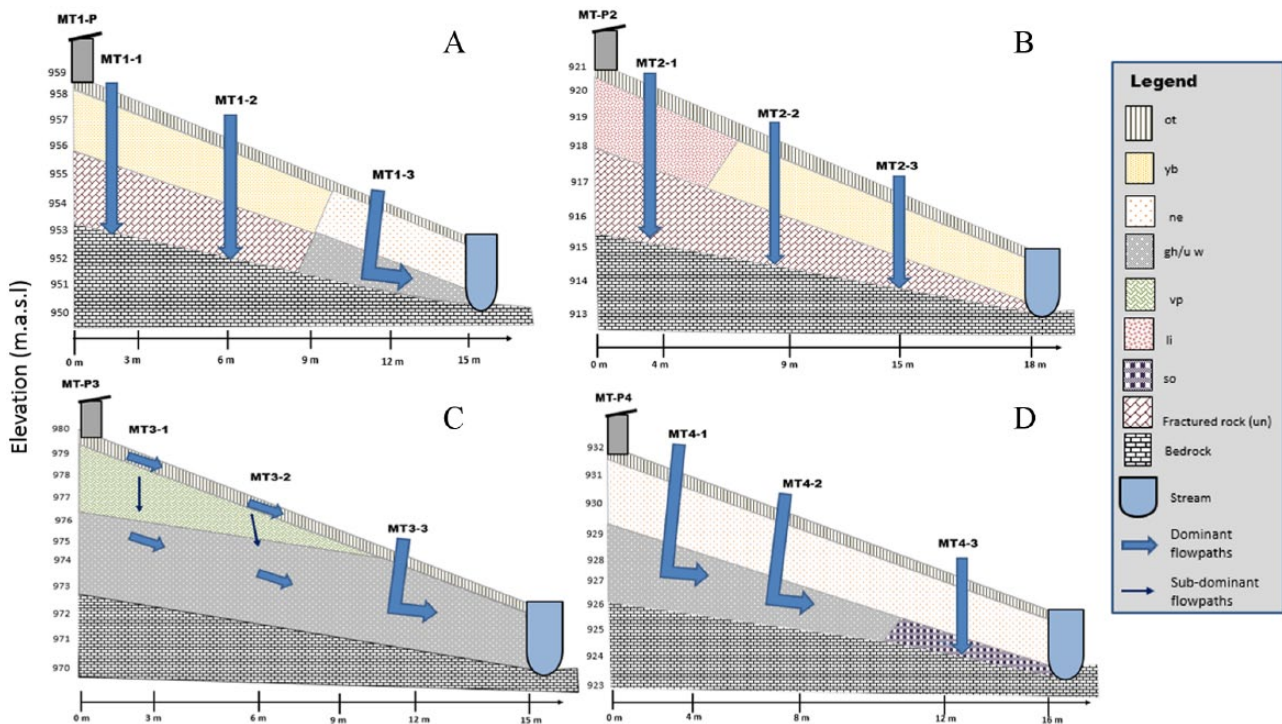 MT1-P
A
MT1-1
MT1-2
MT1-3
959
958
957
956
955
954
953
952
951
950
0 m
3 m
6 m
9 m
12 m
15 m
MT-P2
B
MT2-1
MT2-2
MT2-3
921
920
919
918
917
916
915
914
913
0 m
4 m
9 m
15 m
18 m
Elevation (m.a.s.l)
MT-P3
C
MT3-1
MT3-2
MT3-3
980
979
978
977
976
975
974
973
972
971
970
0 m
3 m
6 m
9 m
12 m
15 m
MT-P4
D
MT4-1
MT4-2
MT4-3
932
931
930
929
928
927
926
925
924
923
0 m
4 m
8 m
12 m
16 m
Legend
ot
yb
ne
gh/u w
vp
li
so
Fractured rock (un)
Bedrock
Stream
Dominant
flowpaths
Sub-dominant
flowpaths